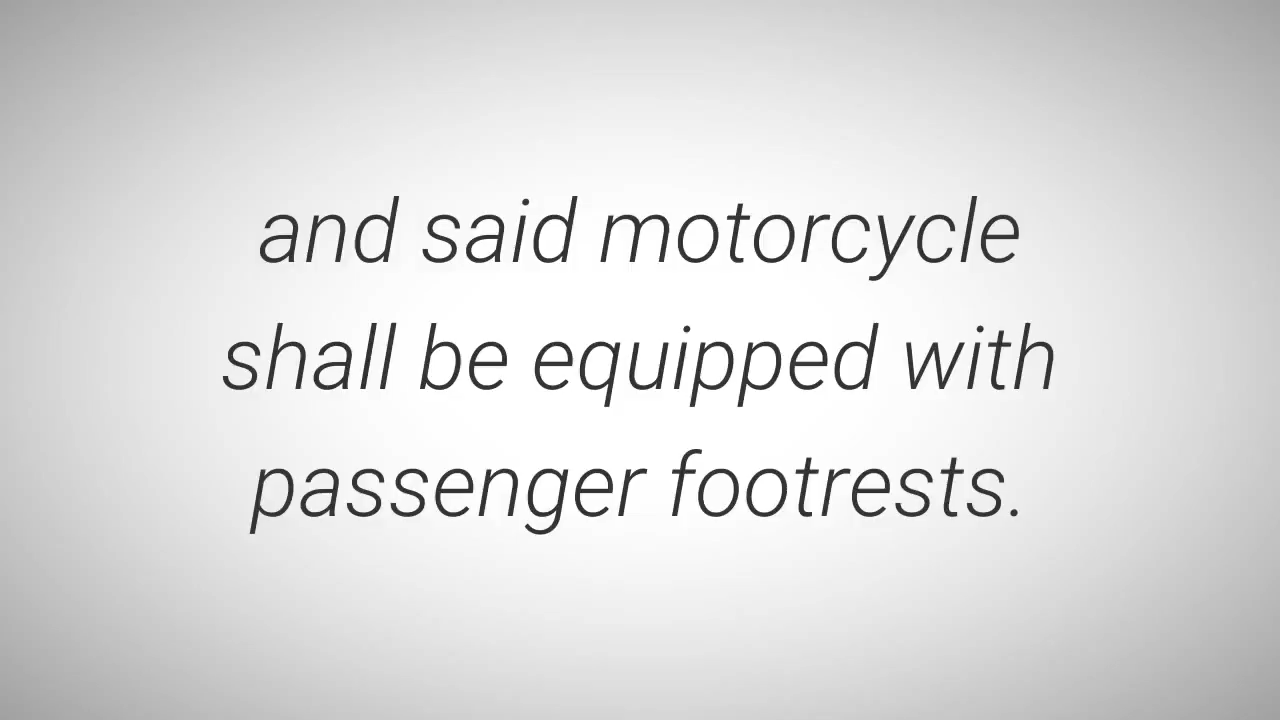 and said motorcycle
shall be equipped with
passenger footrests.